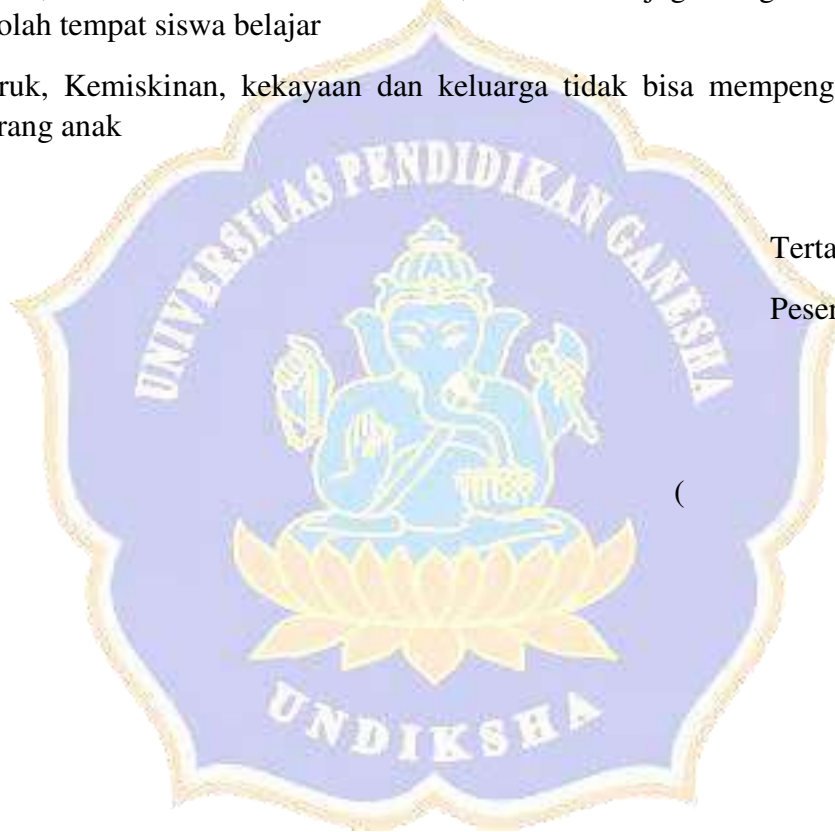 olah tempat siswa belajar
ruk, Kemiskinan, kekayaan dan keluarga tidak bisa mempeng
rang anak
UNIVERSITAS PENDIDIKAN GANESHA
Terta
Peser
(
UNDIKSHA